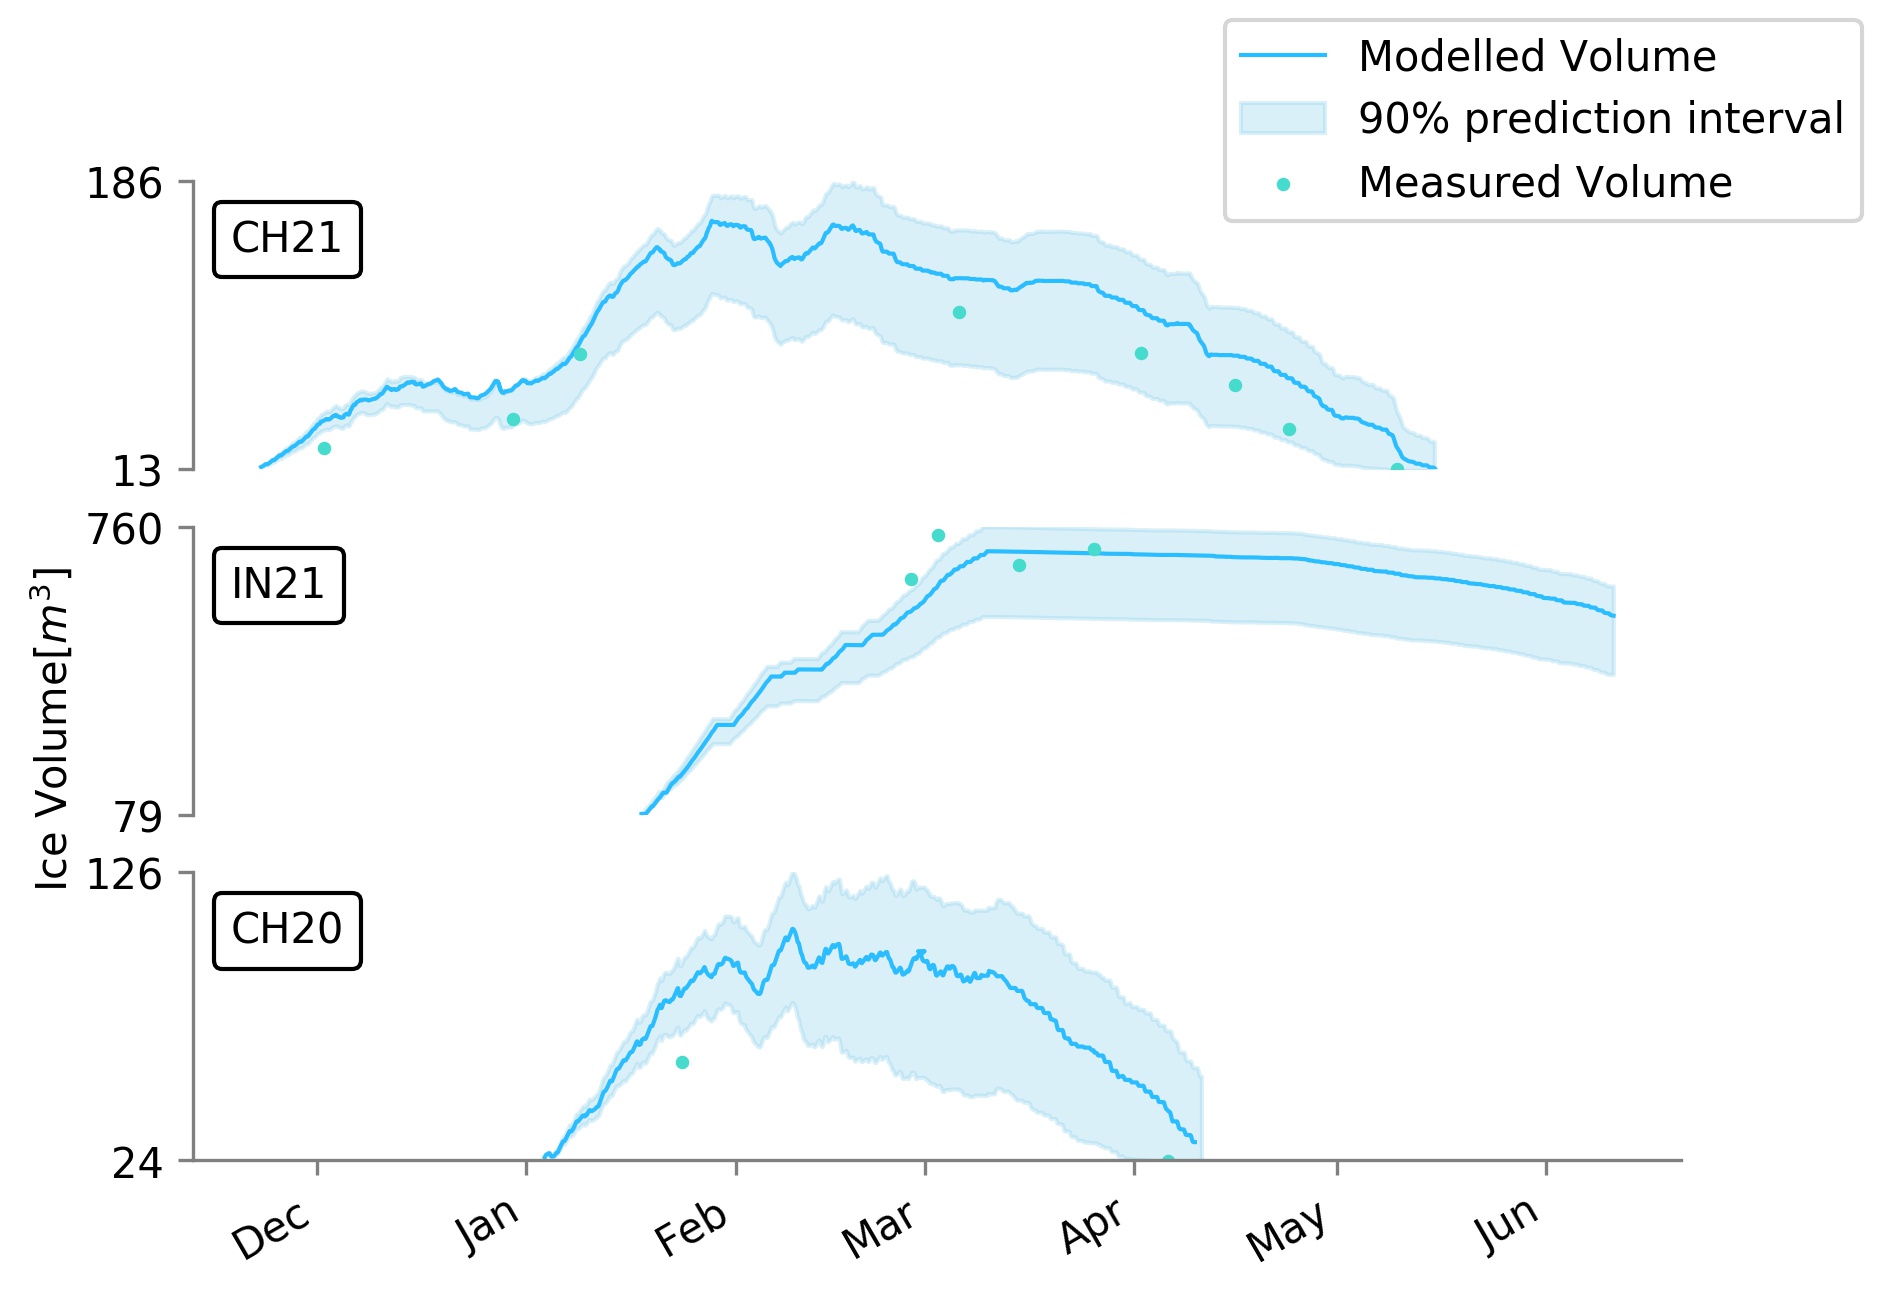 Modelled Volume
90% prediction interval
Measured Volume
186
CH21
13
760
IN21
79
Ice Volume[m³]
126
CH20
24
Dec Jan Feb Mar Apr May Jun